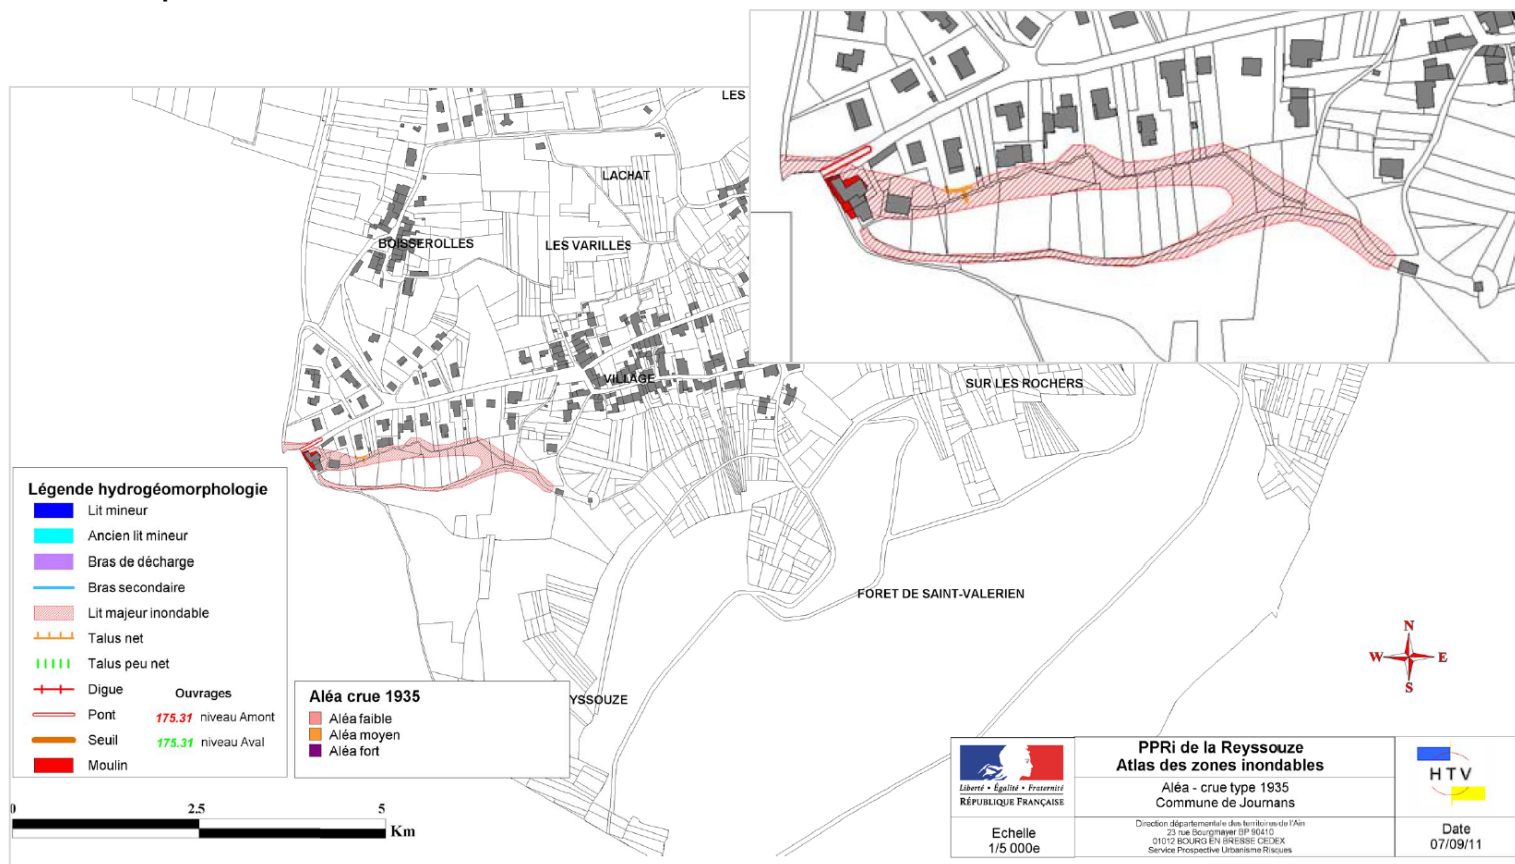 LES
LACHAT
BOISSEROLLES
LES VARILLES
VILLAGE
SUR LES ROCHERS
FORET DE SAINT-VALERIEN
YSSOUZE
Légende hydrogéomorphologie
Lit mineur
Ancien lit mineur
Bras de décharge
Bras secondaire
Lit majeur inondable
Talus net
Talus peu net
Digue
Ouvrages
Pont
175.31 niveau Amont
Seuil
175.31 niveau Aval
Moulin
Aléa crue 1935
Aléa faible
Aléa moyen
Aléa fort
0 2.5 5
Km
N
W E
S
Liberté • Égalité • Fraternité
RÉPUBLIQUE FRANÇAISE
Echelle
1/5 000e
PPRi de la Reyssouze
Atlas des zones inondables
Aléa - crue type 1935
Commune de Journans
Direction départementale des territoires de l'Ain
23 rue Bourgmayer BP 90410
01012 BOURG EN BRESSE CEDEX
Service Prospective Urbanisme Risques
HTV
Date
07/09/11